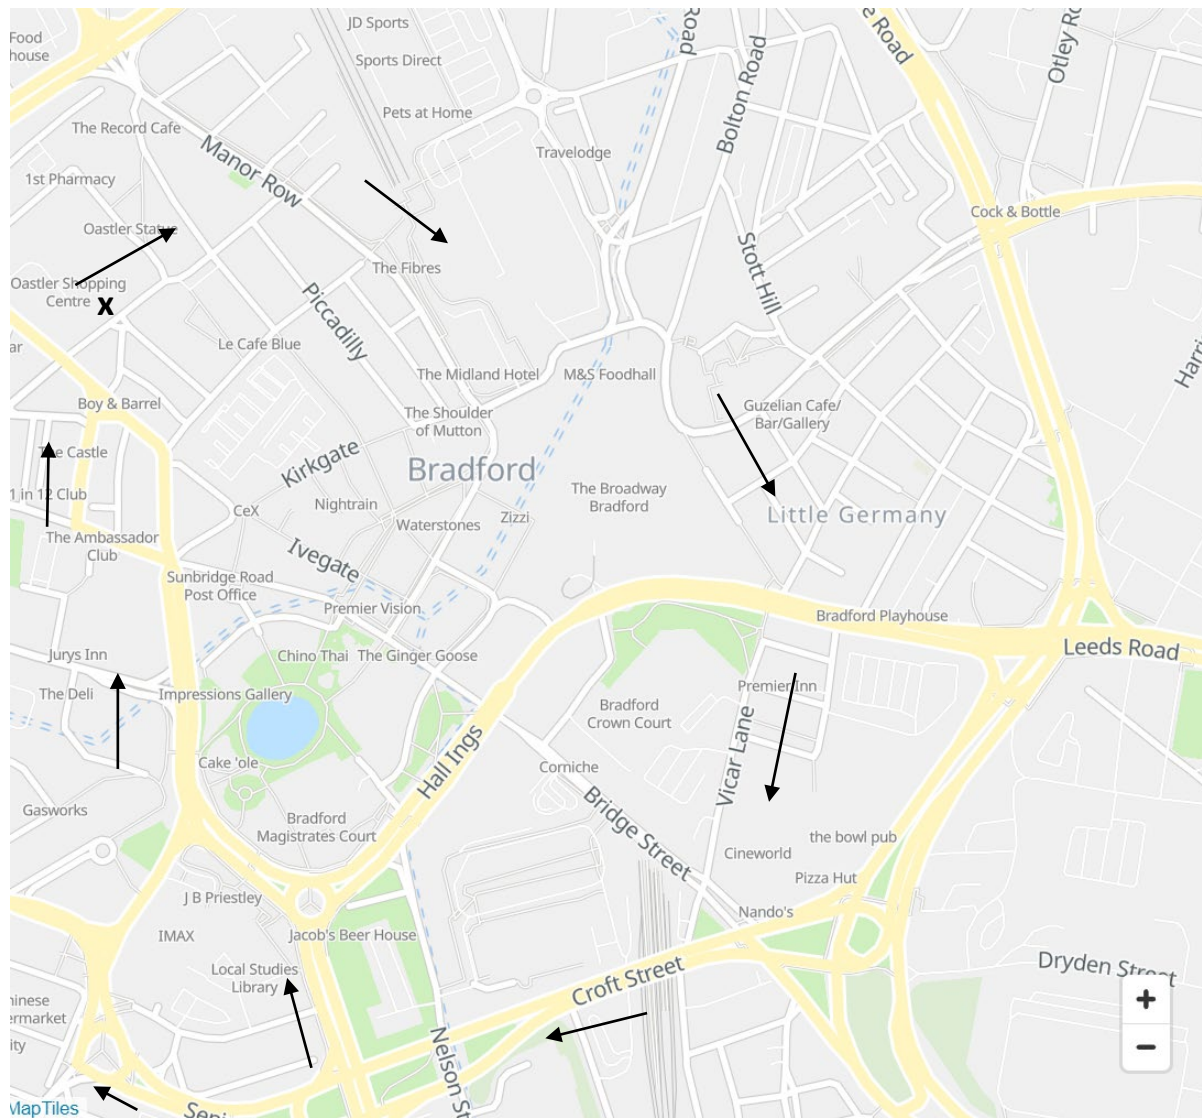 JD Sports
Food
house
Sports Direct
Road
e Road
Bolton Road
Otley Ro
Pets at Home
The Record Cafe
Manor Row
Travelodge
1st Pharmacy
Cock & Bottle
Oastler Statue
Stott Hill
The Fibres
Oastler Shopping
Centre
X
Piccadilly
Harri
ar
Le Cafe Blue
The Midland Hotel
M&S Foodhall
Boy & Barrel
The Shoulder
of Mutton
Guzelian Cafe/
Bar/Gallery
The Castle
Kirkgate
Bradford
1 in 12 Club
Nightrain
The Broadway
Bradford
CeX
Waterstones
Zizzi
Little Germany
The Ambassador
Club
Ivegate
Sunbridge Road
Post Office
Premier Vision
Bradford Playhouse
Leeds Road
Jurys Inn
Chino Thai
The Ginger Goose
The Deli
Impressions Gallery
Premier Inn
Bradford
Crown Court
Hall Ings
Vicar Lane
Cake 'ole
Corniche
Gasworks
Bradford
Magistrates Court
Bridge Street
the bowl pub
Cineworld
Pizza Hut
J B Priestley
Nando's
IMAX
Jacob's Beer House
Local Studies
Library
Croft Street
Dryden Street
hinese
ermarket
ity
+
−
Nelson St
MapTiles
Seni